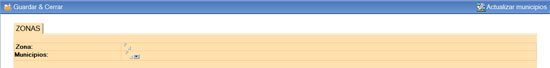 Guardar & Cerrar
Actualizar municipios
ZONAS
Zona:
Municipios: